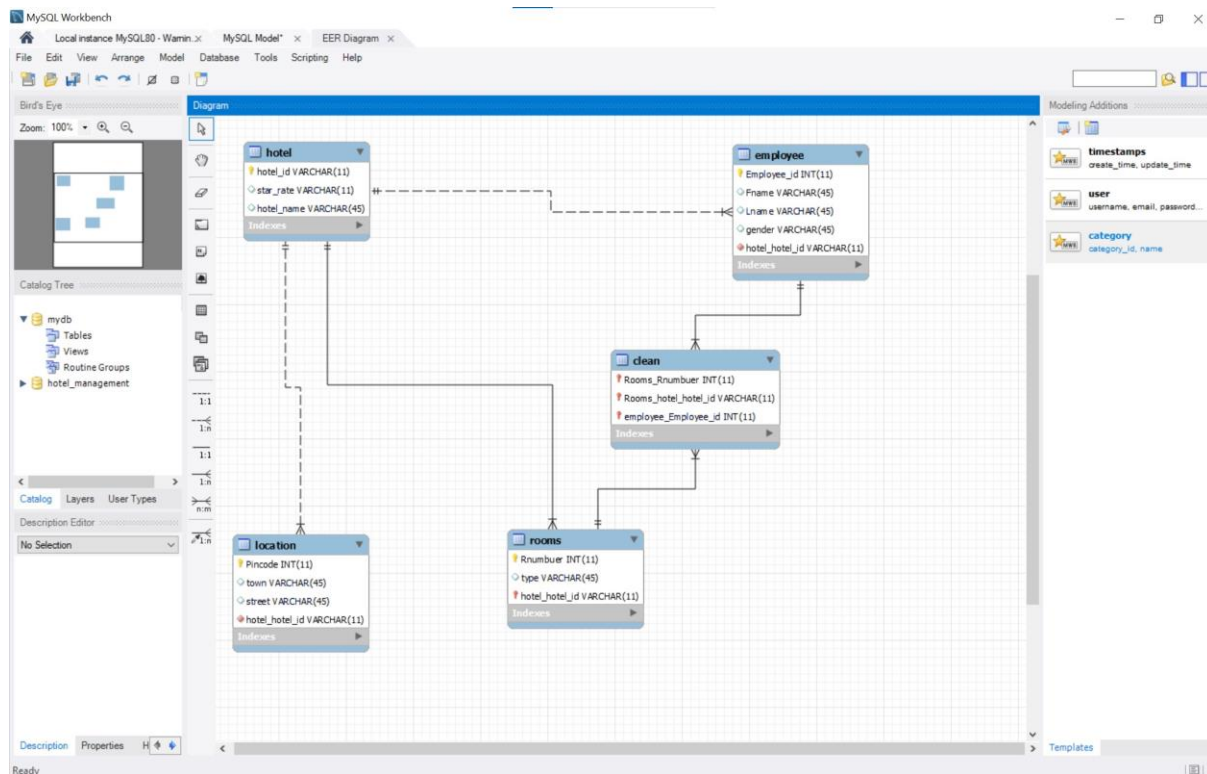 MySQL Workbench
Local instance MySQL80 - Warnin... MySQL Model* EER Diagram
File Edit View Arrange Model Database Tools Scripting Help
Bird's Eye
Zoom: 100%
Catalog Tree
mydb
Tables
Views
Routine Groups
hotel_management
Catalog Layers User Types
Description Editor
No Selection
Description Properties H
Ready
Diagram
1:1
1:n
1:1
1:n
n:m
1:n
hotel
hotel_id VARCHAR(11)
star_rate VARCHAR(11)
hotel_name VARCHAR(45)
Indexes
employee
Employee_id INT(11)
Fname VARCHAR(45)
Lname VARCHAR(45)
gender VARCHAR(45)
hotel_hotel_id VARCHAR(11)
Indexes
clean
Rooms_Rnumbuer INT(11)
Rooms_hotel_hotel_id VARCHAR(11)
employee_Employee_id INT(11)
Indexes
location
Pincode INT(11)
town VARCHAR(45)
street VARCHAR(45)
hotel_hotel_id VARCHAR(11)
Indexes
rooms
Rnumbuer INT(11)
type VARCHAR(45)
hotel_hotel_id VARCHAR(11)
Indexes
Modeling Additions
timestamps
create_time, update_time
user
username, email, password...
category
category_id, name
Templates